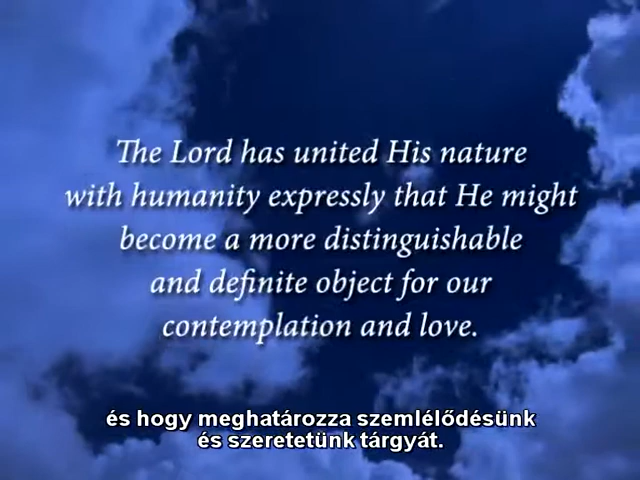 The Lord has united His nature
with humanity expressly that He might
become a more distinguishable
and definite object for our
contemplation and love.
és hogy meghatározza szemlélődésünk
és szeretetünk tárgyát.